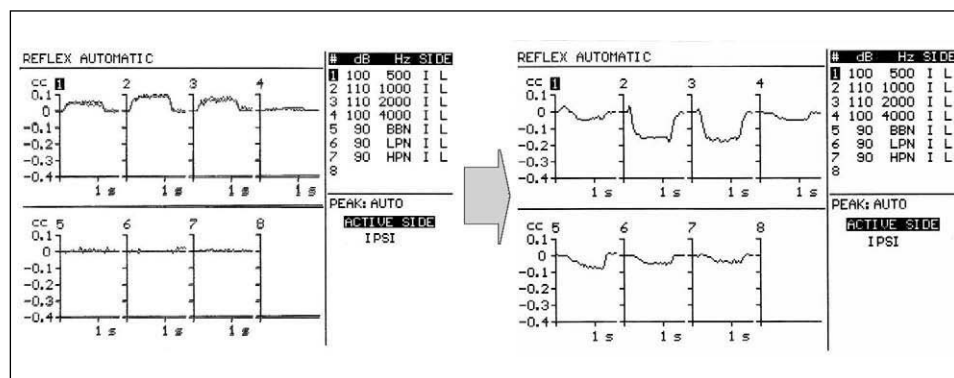 REFLEX AUTOMATIC
# dB Hz SIDE
1 100 500 I L
2 110 1000 I L
3 110 2000 I L
4 100 4000 I L
5 90 BBN I L
6 90 LPN I L
7 90 HPN I L
8
cc 1 2 3 4
0.1
0
-0.1
-0.2
-0.3
-0.4
1 s 1 s 1 s 1 s
PEAK: AUTO
ACTIVE SIDE
IPSI
cc 5 6 7 8
0.1
0
-0.1
-0.2
-0.3
-0.4
1 s 1 s 1 s
REFLEX AUTOMATIC
# dB Hz SIDE
1 100 500 I L
2 110 1000 I L
3 110 2000 I L
4 100 4000 I L
5 90 BBN I L
6 90 LPN I L
7 90 HPN I L
8
cc 1 2 3 4
0.1
0
-0.1
-0.2
-0.3
-0.4
1 s 1 s 1 s 1 s
PEAK: AUTO
ACTIVE SIDE
IPSI
cc 5 6 7 8
0.1
0
-0.1
-0.2
-0.3
-0.4
1 s 1 s 1 s